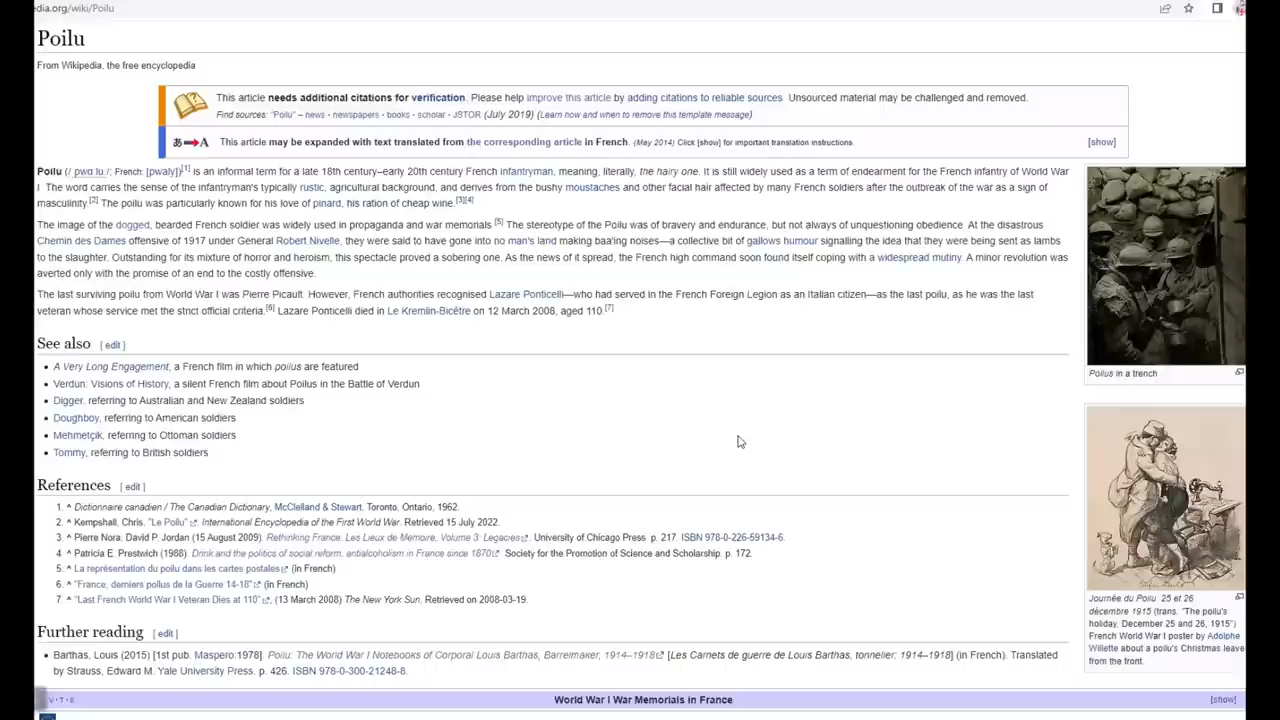 edia.org/wiki/Poilu
Poilu
From Wikipedia, the free encyclopedia
This article needs additional citations for verification. Please help improve this article by adding citations to reliable sources. Unsourced material may be challenged and removed.
Find sources: "Poilu" – news · newspapers · books · scholar · JSTOR (July 2019) (Learn how and when to remove this template message)
あ A This article may be expanded with text translated from the corresponding article in French. (May 2014) Click [show] for important translation instructions. [show]
Poilu (/ˈpwɑːluː/; French: [pwaly])[1] is an informal term for a late 18th century–early 20th century French infantryman, meaning, literally, the hairy one. It is still widely used as a term of endearment for the French infantry of World War
I. The word carries the sense of the infantryman's typically rustic, agricultural background, and derives from the bushy moustaches and other facial hair affected by many French soldiers after the outbreak of the war as a sign of
masculinity.[2] The poilu was particularly known for his love of pinard, his ration of cheap wine.[3][4]
The image of the dogged, bearded French soldier was widely used in propaganda and war memorials.[5] The stereotype of the Poilu was of bravery and endurance, but not always of unquestioning obedience. At the disastrous
Chemin des Dames offensive of 1917 under General Robert Nivelle, they were said to have gone into no man's land making baa'ing noises—a collective bit of gallows humour signalling the idea that they were being sent as lambs
to the slaughter. Outstanding for its mixture of horror and heroism, this spectacle proved a sobering one. As the news of it spread, the French high command soon found itself coping with a widespread mutiny. A minor revolution was
averted only with the promise of an end to the costly offensive.
The last surviving poilu from World War I was Pierre Picault. However, French authorities recognised Lazare Ponticelli—who had served in the French Foreign Legion as an Italian citizen—as the last poilu, as he was the last
veteran whose service met the strict official criteria.[6] Lazare Ponticelli died in Le Kremlin-Bicêtre on 12 March 2008, aged 110.[7]
See also [edit]
• A Very Long Engagement, a French film in which poilus are featured
• Verdun: Visions of History, a silent French film about Poilus in the Battle of Verdun
• Digger, referring to Australian and New Zealand soldiers
• Doughboy, referring to American soldiers
• Mehmetçik, referring to Ottoman soldiers
• Tommy, referring to British soldiers
References [edit]
1. ^ Dictionnaire canadien / The Canadian Dictionary, McClelland & Stewart, Toronto, Ontario, 1962.
2. ^ Kempshall, Chris. "Le Poilu". International Encyclopedia of the First World War. Retrieved 15 July 2022.
3. ^ Pierre Nora; David P. Jordan (15 August 2009). Rethinking France: Les Lieux de Memoire, Volume 3: Legacies. University of Chicago Press. p. 217. ISBN 978-0-226-59134-6.
4. ^ Patricia E. Prestwich (1988). Drink and the politics of social reform: antialcoholism in France since 1870. Society for the Promotion of Science and Scholarship. p. 172.
5. ^ La représentation du poilu dans les cartes postales (in French)
6. ^ "France, derniers poilus de la Guerre 14-18" (in French)
7. ^ "Last French World War I Veteran Dies at 110". (13 March 2008) The New York Sun. Retrieved on 2008-03-19.
Further reading [edit]
• Barthas, Louis (2015) [1st pub. Maspero:1978]. Poilu: The World War I Notebooks of Corporal Louis Barthas, Barrelmaker, 1914–1918 [Les Carnets de guerre de Louis Barthas, tonnelier: 1914–1918] (in French). Translated
by Strauss, Edward M. Yale University Press. p. 426. ISBN 978-0-300-21248-8.
V · T · E World War I War Memorials in France [show]
Poilus in a trench
Journée du Poilu. 25 et 26
décembre 1915 (trans. "The poilu's
holiday, December 25 and 26, 1915")
French World War I poster by Adolphe
Willette about a poilu's Christmas leave
from the front.